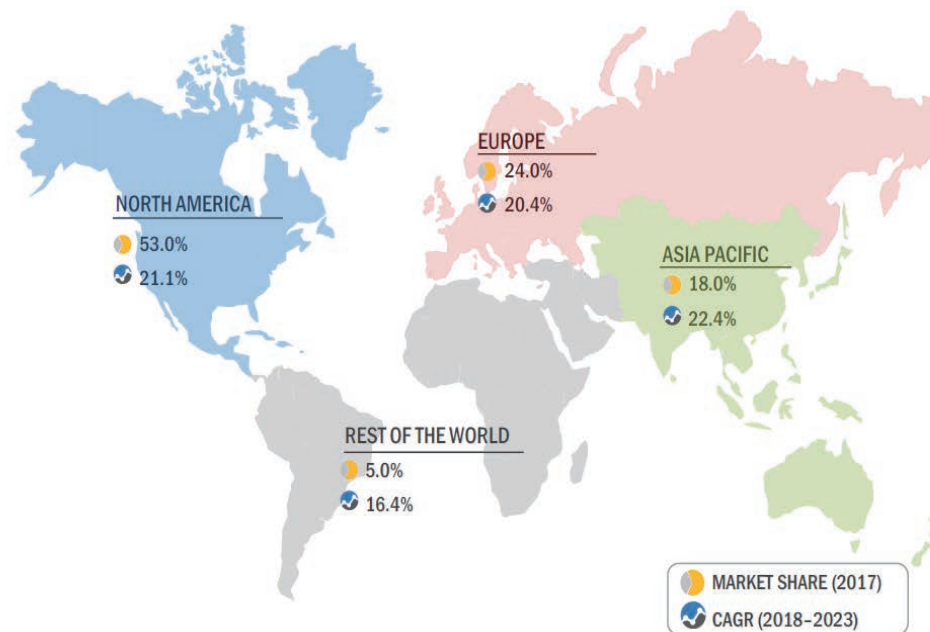 EUROPE
24.0%
20.4%
NORTH AMERICA
53.0%
21.1%
ASIA PACIFIC
18.0%
22.4%
REST OF THE WORLD
5.0%
16.4%
MARKET SHARE (2017)
CAGR (2018–2023)